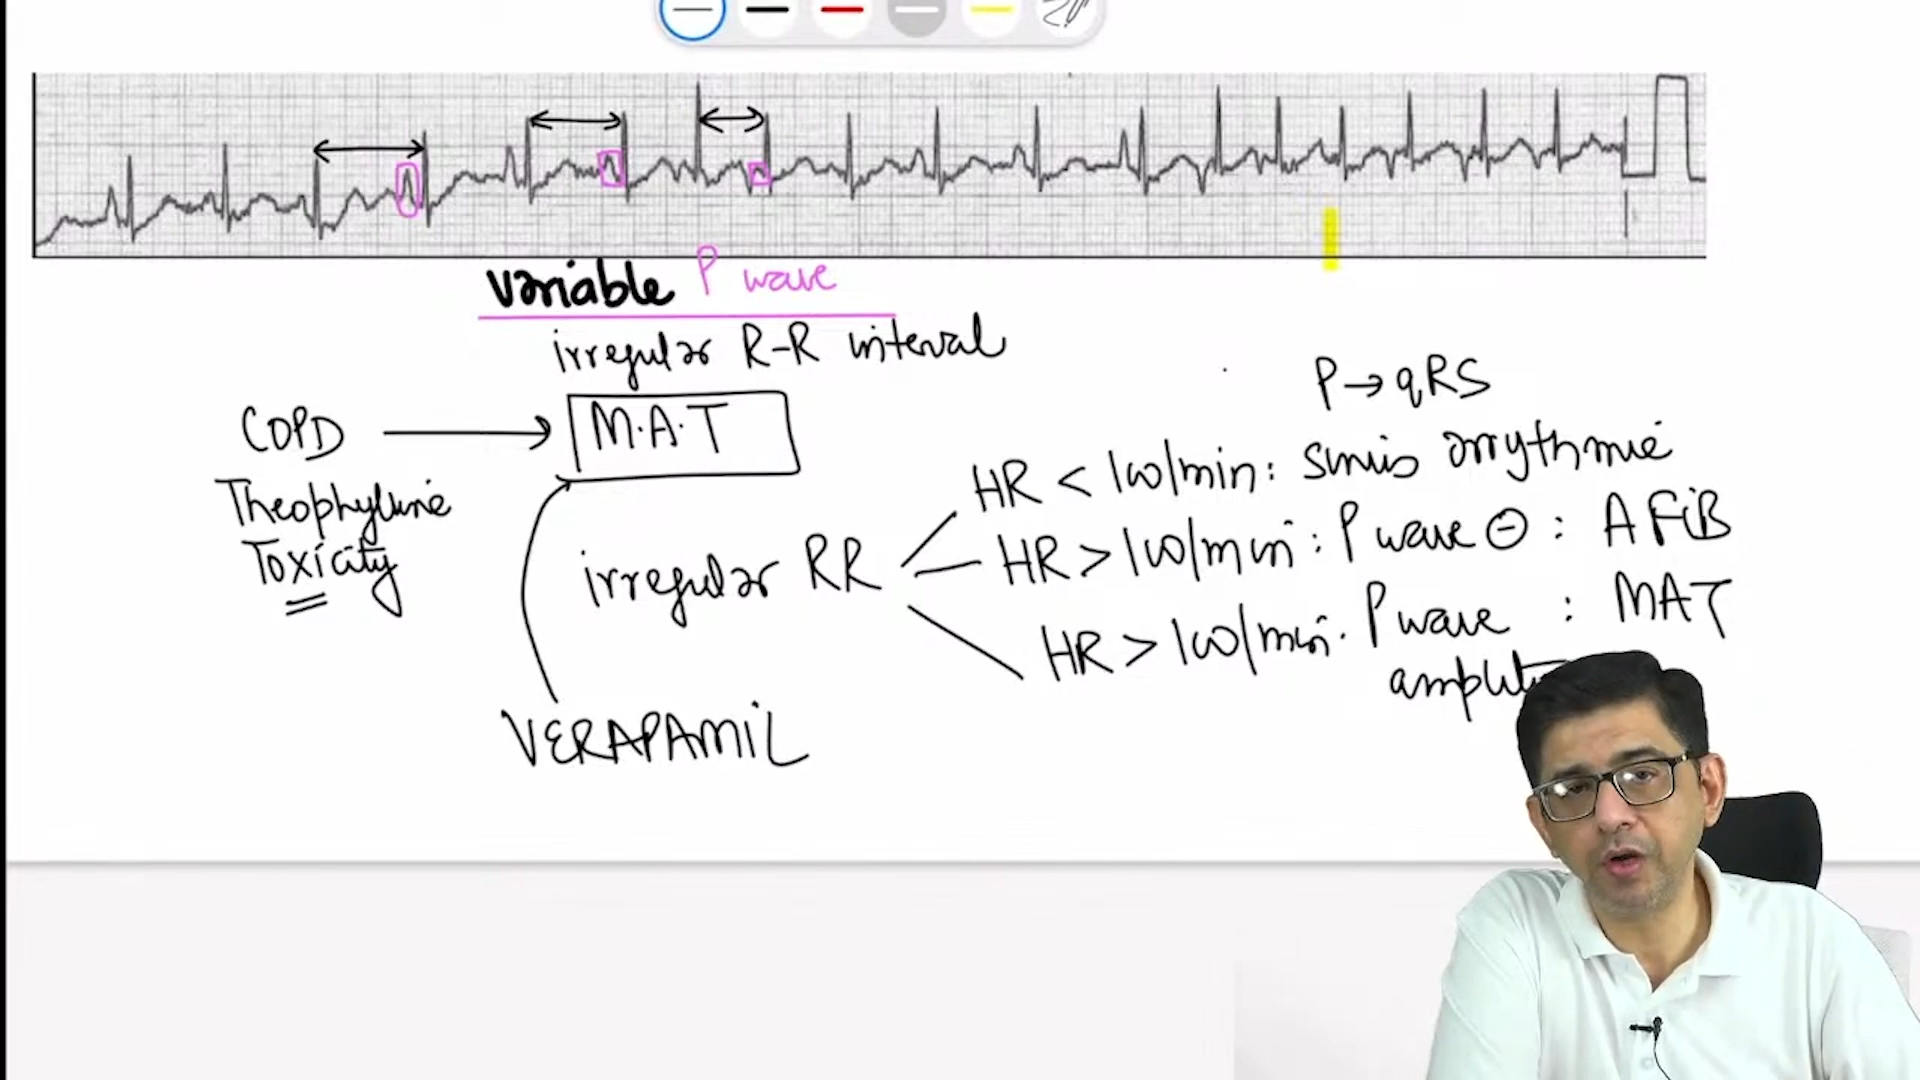 variable P wave
irregular R-R interval
P → qRS
COPD → M.A.T
Theophylline
Toxicity
HR < 100/min: sinus arrythmia
irregular RR
HR > 100/min: P wave ⊖ : AFiB
HR > 100/min. P wave : MAT
VERAPAMiL